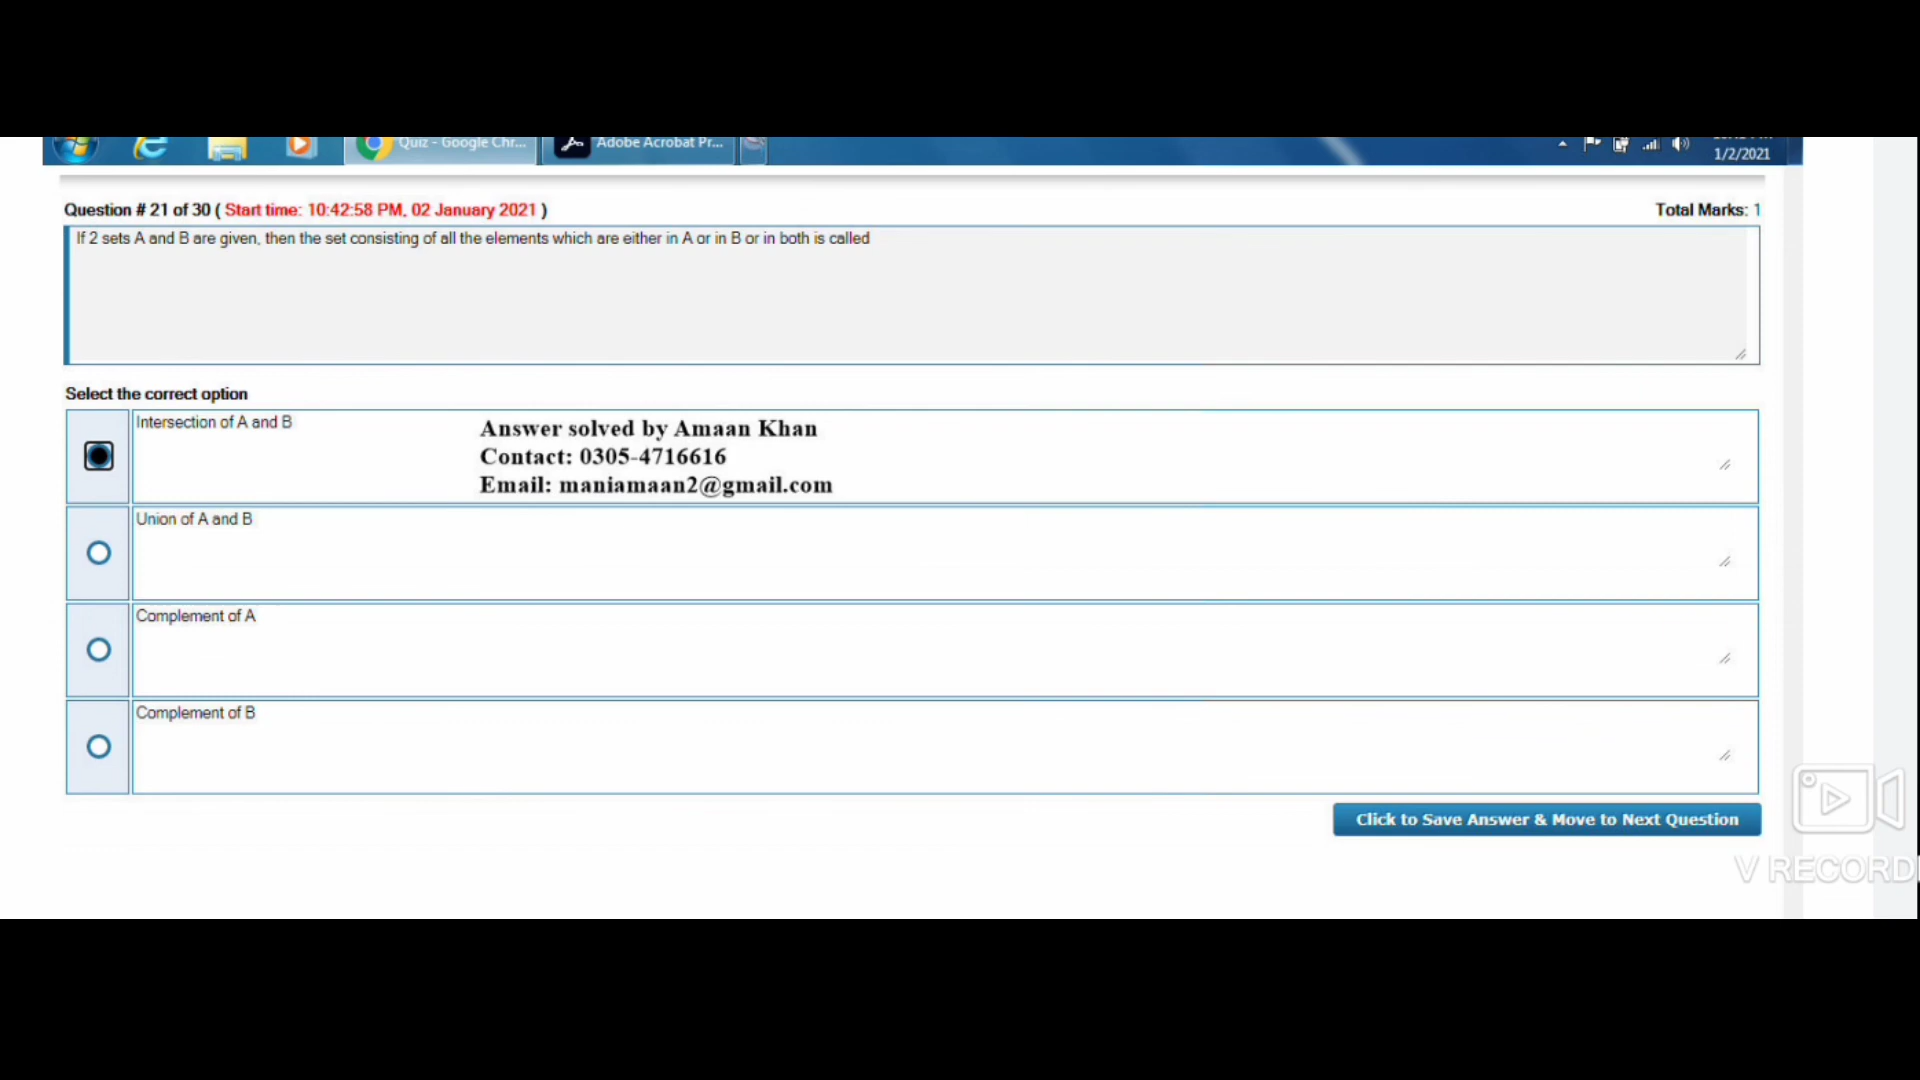 Quiz - Google Chr...
Adobe Acrobat Pr...
1/2/2021
Question # 21 of 30 ( Start time: 10:42:58 PM, 02 January 2021 )
Total Marks: 1
If 2 sets A and B are given, then the set consisting of all the elements which are either in A or in B or in both is called
Select the correct option
Intersection of A and B
Answer solved by Amaan Khan
Contact: 0305-4716616
Email: maniamaan2@gmail.com
Union of A and B
Complement of A
Complement of B
Click to Save Answer & Move to Next Question
V RECORD